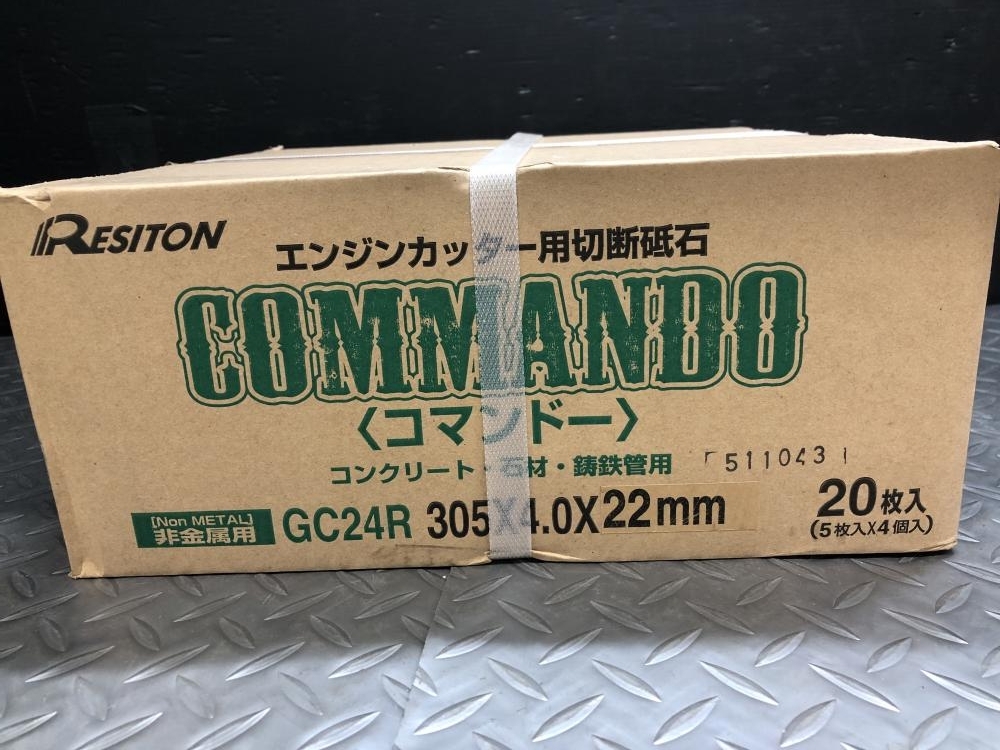 RESITON
エンジンカッター用切断砥石
COMMANDO
〈コマンドー〉
コンクリート・石材・鋳鉄管用
511043
[Non METAL]
非金属用
GC24R 305X4.0X22mm
20枚入
(5枚入X4個入)